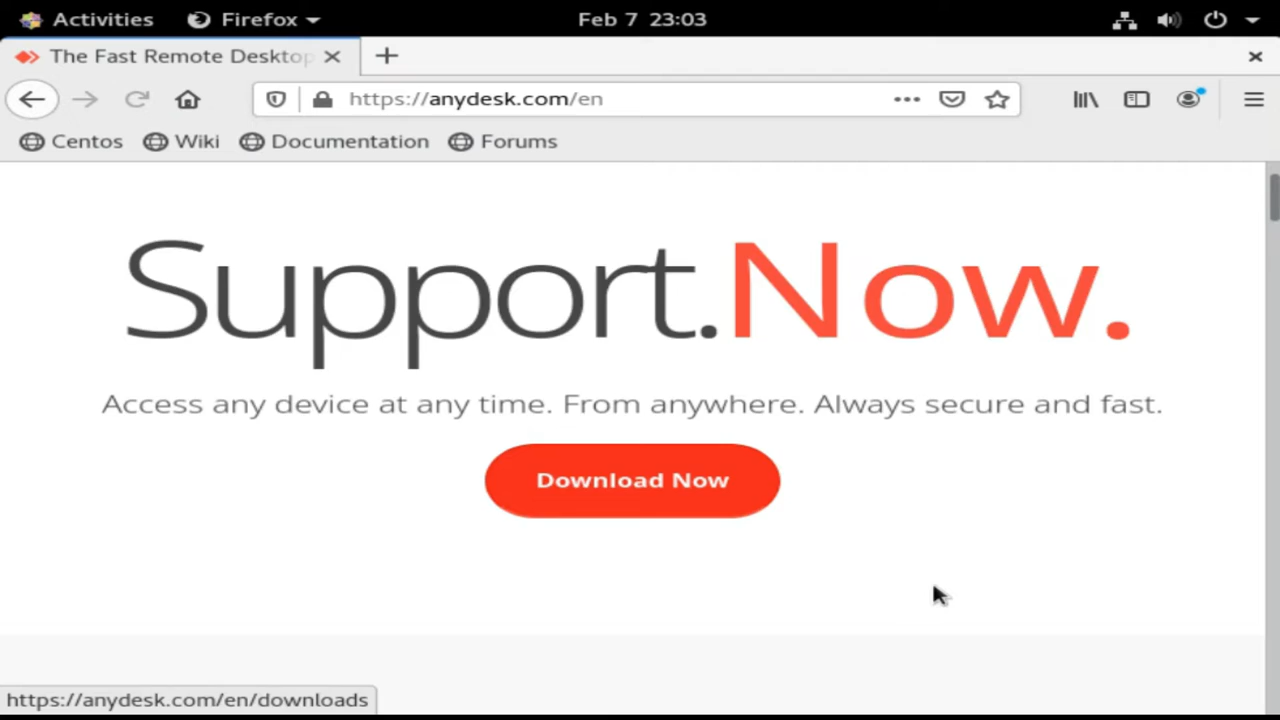 Activities Firefox Feb 7 23:03
The Fast Remote Desktop
https://anydesk.com/en
Centos Wiki Documentation Forums
Support.Now.
Access any device at any time. From anywhere. Always secure and fast.
Download Now
https://anydesk.com/en/downloads